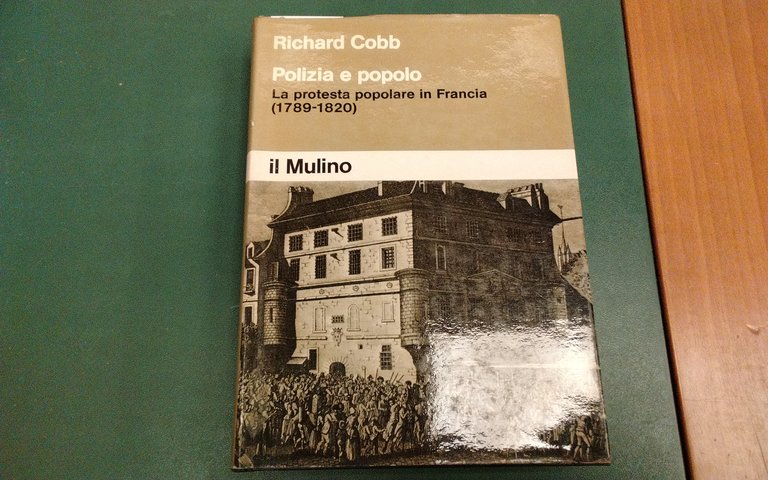 Richard Cobb
Polizia e popolo
La protesta popolare in Francia
(1789-1820)
il Mulino